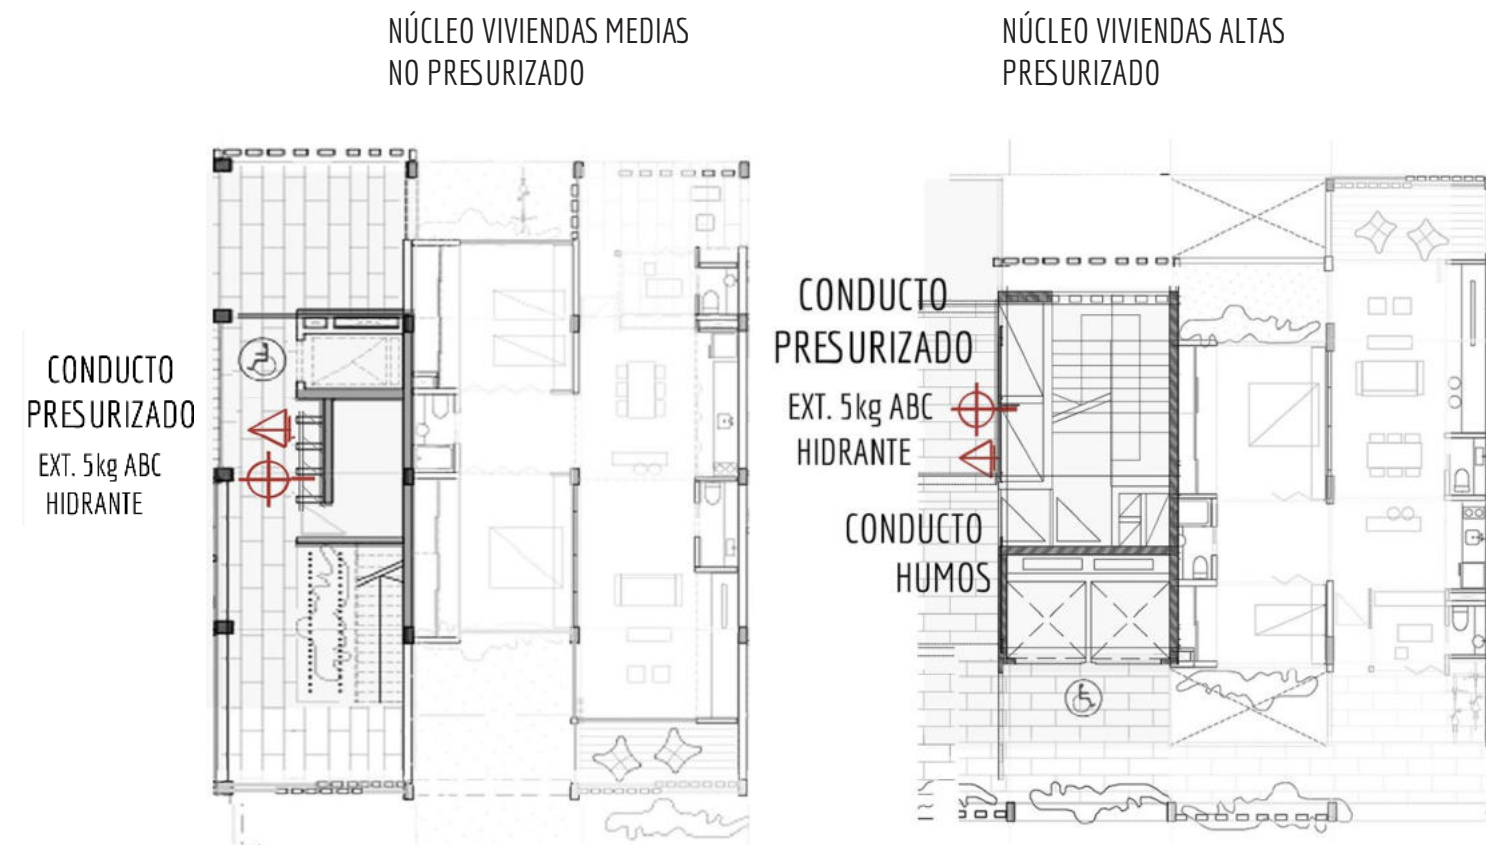 NÚCLEO VIVIENDAS MEDIAS
NO PRESURIZADO
NÚCLEO VIVIENDAS ALTAS
PRESURIZADO
CONDUCTO
PRESURIZADO
EXT. 5kg ABC
HIDRANTE
CONDUCTO
PRESURIZADO
EXT. 5kg ABC
HIDRANTE
CONDUCTO
HUMOS